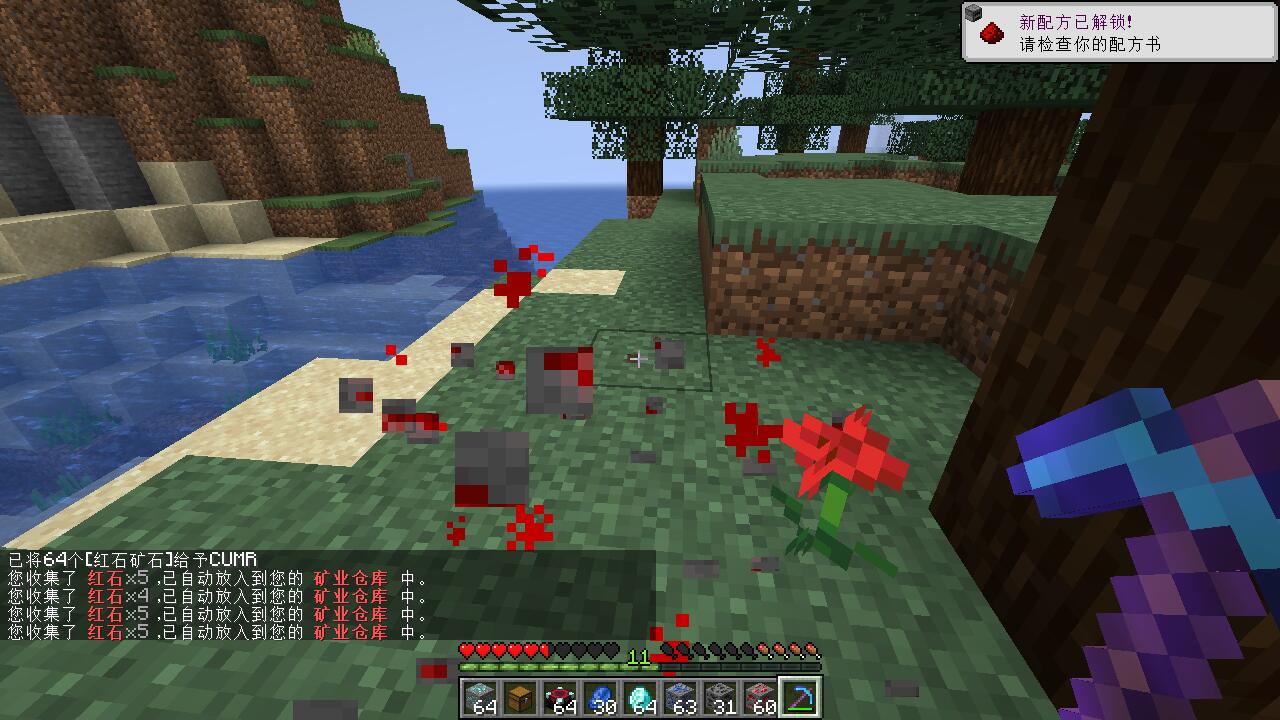 新配方已解锁!
请检查你的配方书
已将64个[红石矿石]给予CUMR
您收集了 红石x5 ,已自动放入到您的 矿业仓库 中。
您收集了 红石x4 ,已自动放入到您的 矿业仓库 中。
您收集了 红石x5 ,已自动放入到您的 矿业仓库 中。
您收集了 红石x5 ,已自动放入到您的 矿业仓库 中。
11
64 64 30 64 63 31 60